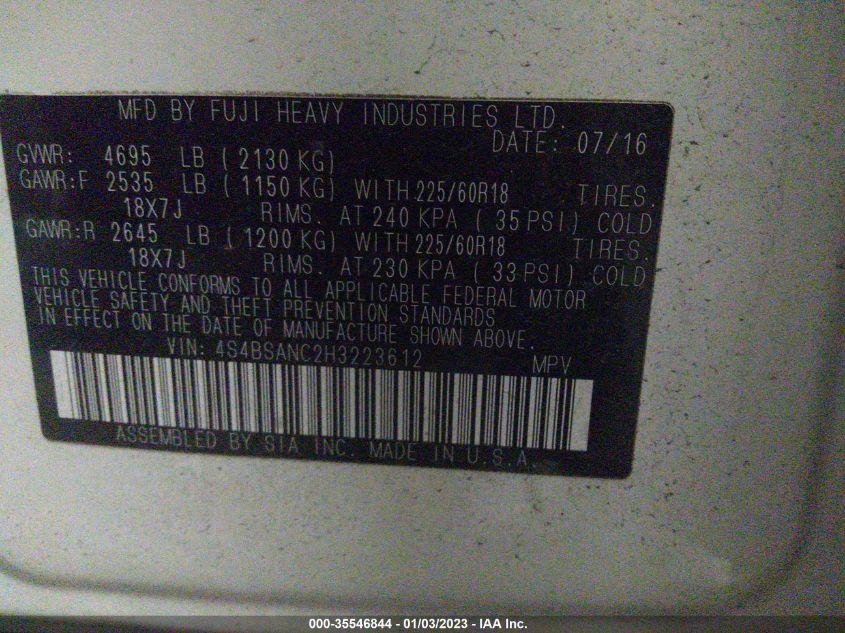 MFD BY FUJI HEAVY INDUSTRIES LTD.
DATE: 07/16
GVWR: 4695 LB ( 2130 KG)
GAWR:F 2535 LB ( 1150 KG) WITH 225/60R18 TIRES.
18X7J RIMS. AT 240 KPA ( 35 PSI) COLD
GAWR:R 2645 LB ( 1200 KG) WITH 225/60R18 TIRES.
18X7J RIMS. AT 230 KPA ( 33 PSI) COLD
THIS VEHICLE CONFORMS TO ALL APPLICABLE FEDERAL MOTOR
VEHICLE SAFETY AND THEFT PREVENTION STANDARDS
IN EFFECT ON THE DATE OF MANUFACTURE SHOWN ABOVE.
VIN: 4S4BSANC2H3223612 MPV
ASSEMBLED BY SIA INC. MADE IN U.S.A.
000-35546844 - 01/03/2023 - IAA Inc.